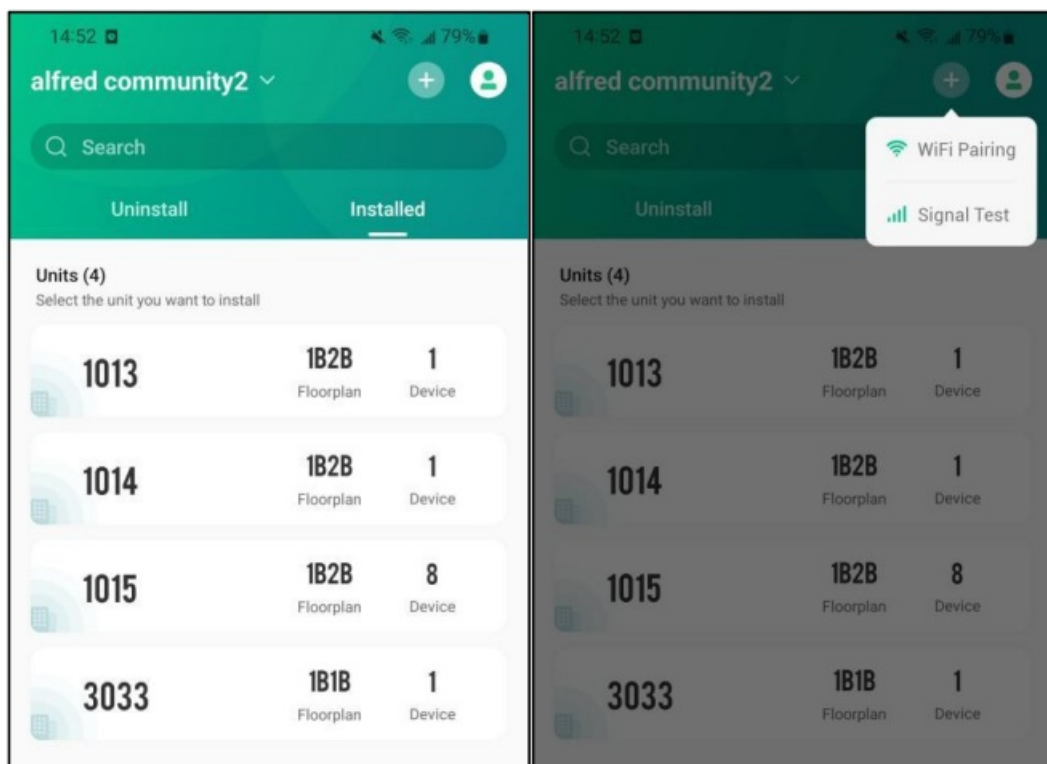 14:52 79%
alfred community2
Search
Uninstall Installed
Units (4)
Select the unit you want to install
1013 1B2B 1
Floorplan Device
1014 1B2B 1
Floorplan Device
1015 1B2B 8
Floorplan Device
3033 1B1B 1
Floorplan Device
14:52 79%
alfred community2
Search
WiFi Pairing
Uninstall
Signal Test
Units (4)
Select the unit you want to install
1013 1B2B 1
Floorplan Device
1014 1B2B 1
Floorplan Device
1015 1B2B 8
Floorplan Device
3033 1B1B 1
Floorplan Device